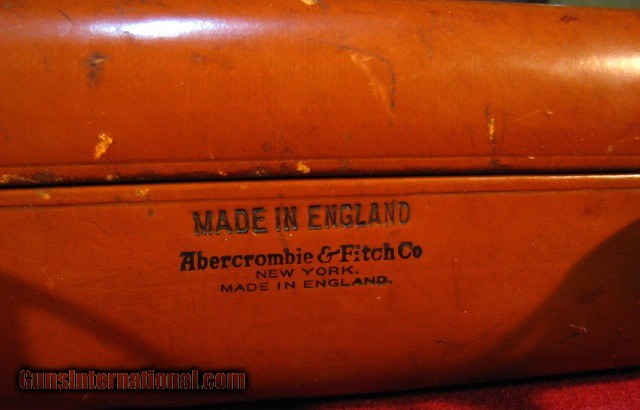 MADE IN ENGLAND
Abercrombie & Fitch Co
NEW YORK.
MADE IN ENGLAND.
GunsInternational.com